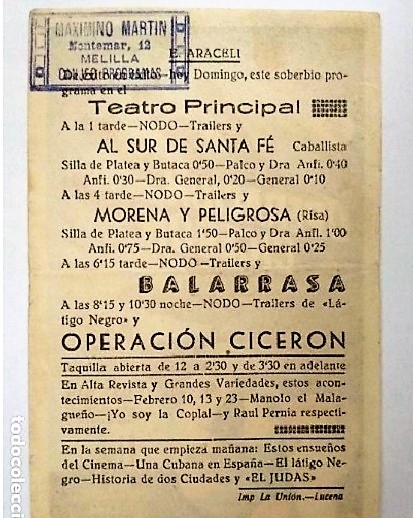 MAXIMINO MARTIN
Montemar, 12
MELILLA
E. ARACELI
hoy Domingo, este soberbio pro-
grama en el
Teatro Principal
A la 1 tarde—NODO—Trailers y
AL SUR DE SANTA FÉ Caballista
Silla de Platea y Butaca 0'50—Palco y Dra Anfi. 0'40
Anfi. 0'30—Dra. General, 0'20—General 0'10
A las 4 tarde—NODO—Trailers y
MORENA Y PELIGROSA (Risa)
Silla de Platea y Butaca 1'50—Palco y Dra Anfi. 1'00
Anfi. 0'75—Dra. General 0'50—General 0'25
A las 6'15 tarde—NODO—Trailers y
BALARRASA
A las 8'15 y 10'30 noche—NODO—Trailers de «Lá-
tigo Negro» y
OPERACIÓN CICERON
Taquilla abierta de 12 a 2'30 y de 3'30 en adelante
En Alta Revista y Grandes Variedades, estos acon-
tecimientos—Febrero 10, 13 y 23—Manolo el Mala-
gueño—¡Yo soy la Coplal—y Raul Pernia respecti-
vamente.
En la semana que empieza mañana: Estos ensueños
del Cinema—Una Cubana en España—El látigo Ne-
gro—Historia de dos Ciudades y «EL JUDAS»
Imp La Unión.—Lucena
todocolecci